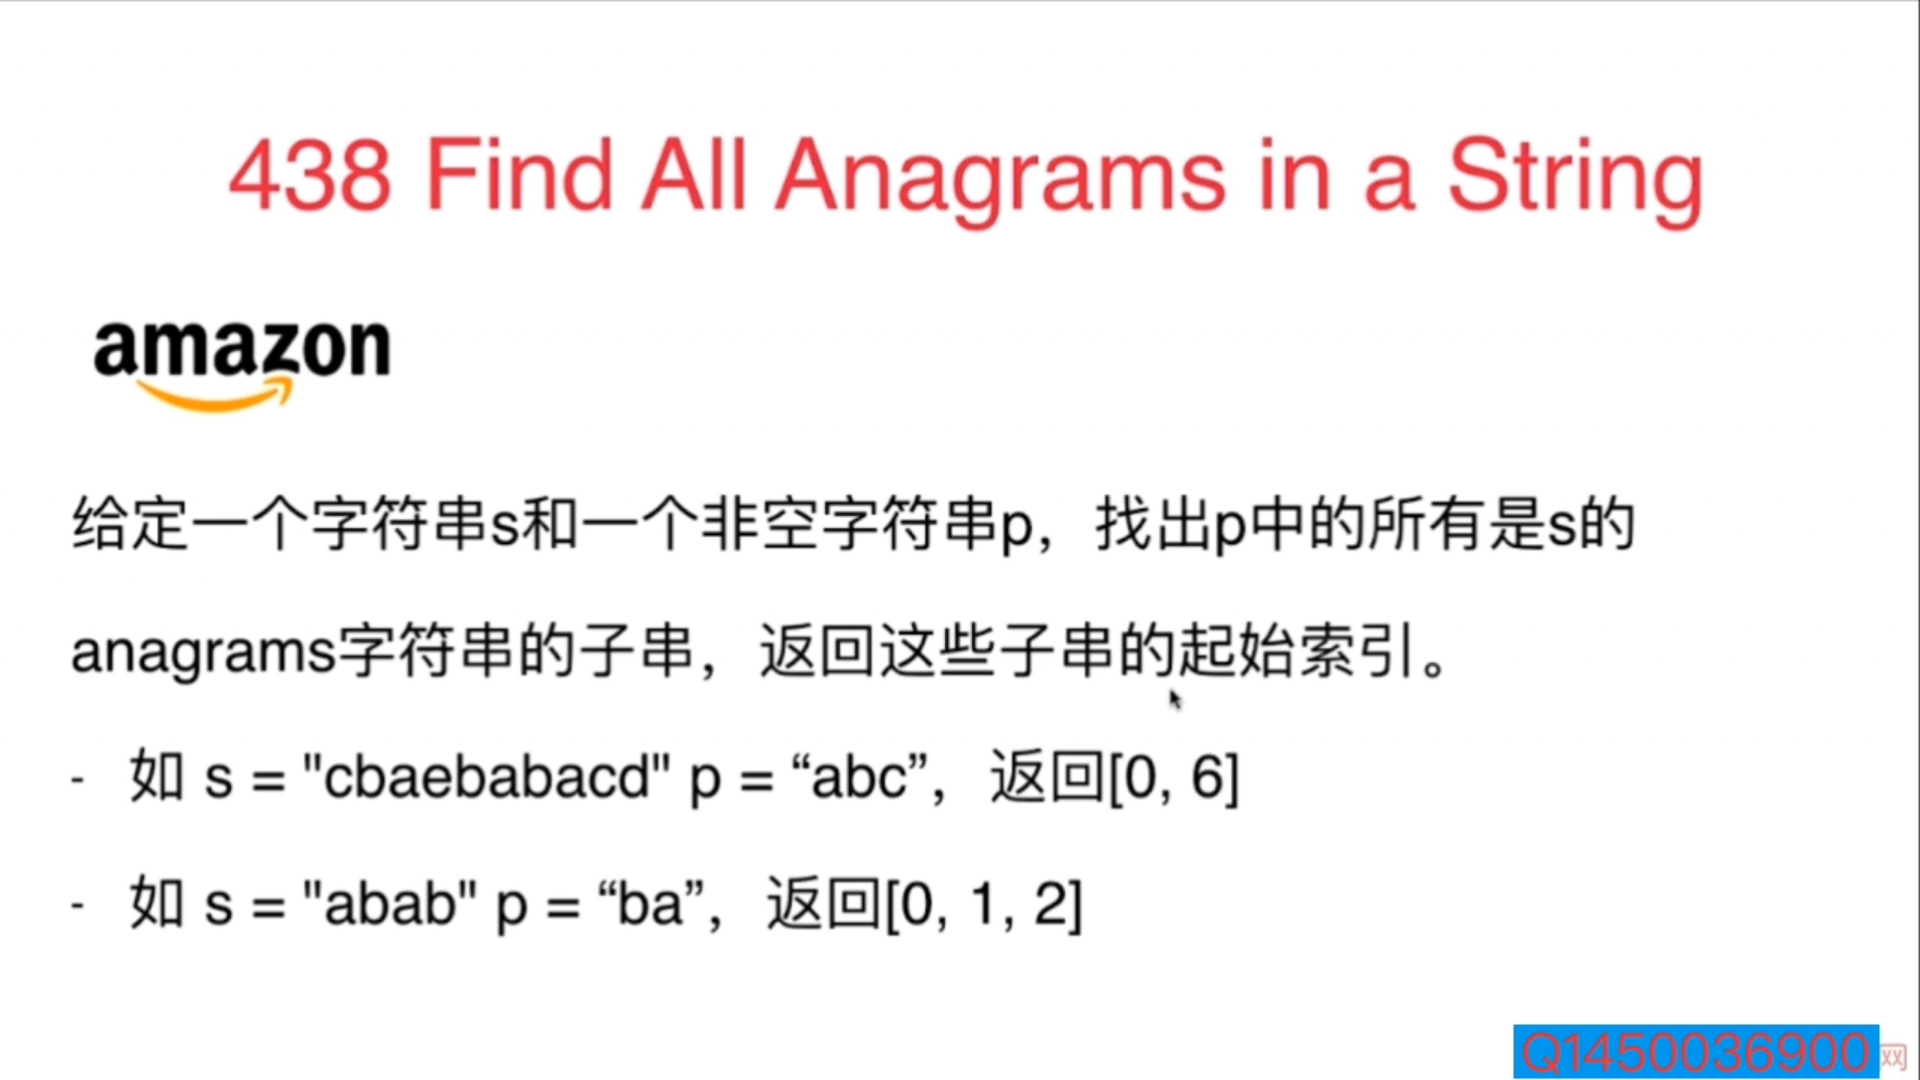 438 Find All Anagrams in a String
amazon
给定一个字符串s和一个非空字符串p，找出p中的所有是s的
anagrams字符串的子串，返回这些子串的起始索引。
- 如 s = "cbaebabacd" p = “abc”，返回[0, 6]
- 如 s = "abab" p = “ba”，返回[0, 1, 2]
Q1450036900
网